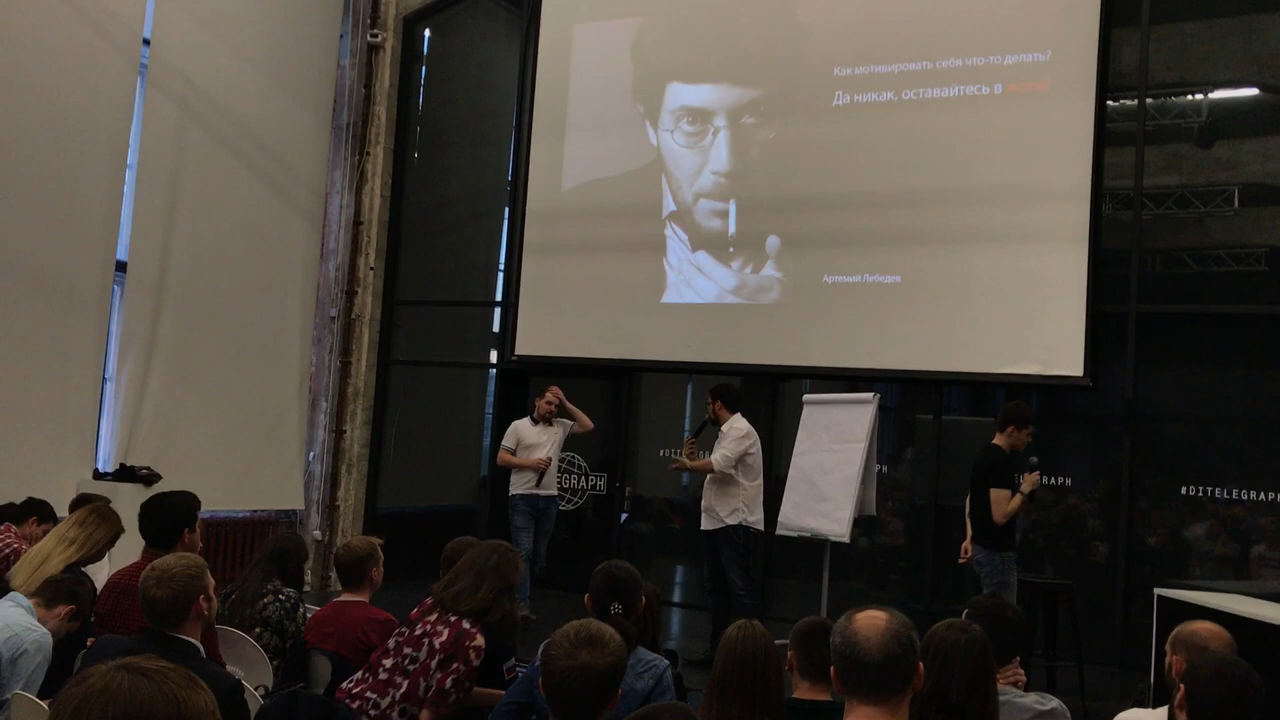 Как мотивировать себя что-то делать?
Да никак, оставайтесь в
Артемий Лебедев
EGRAPH
#DITELEGRAPH